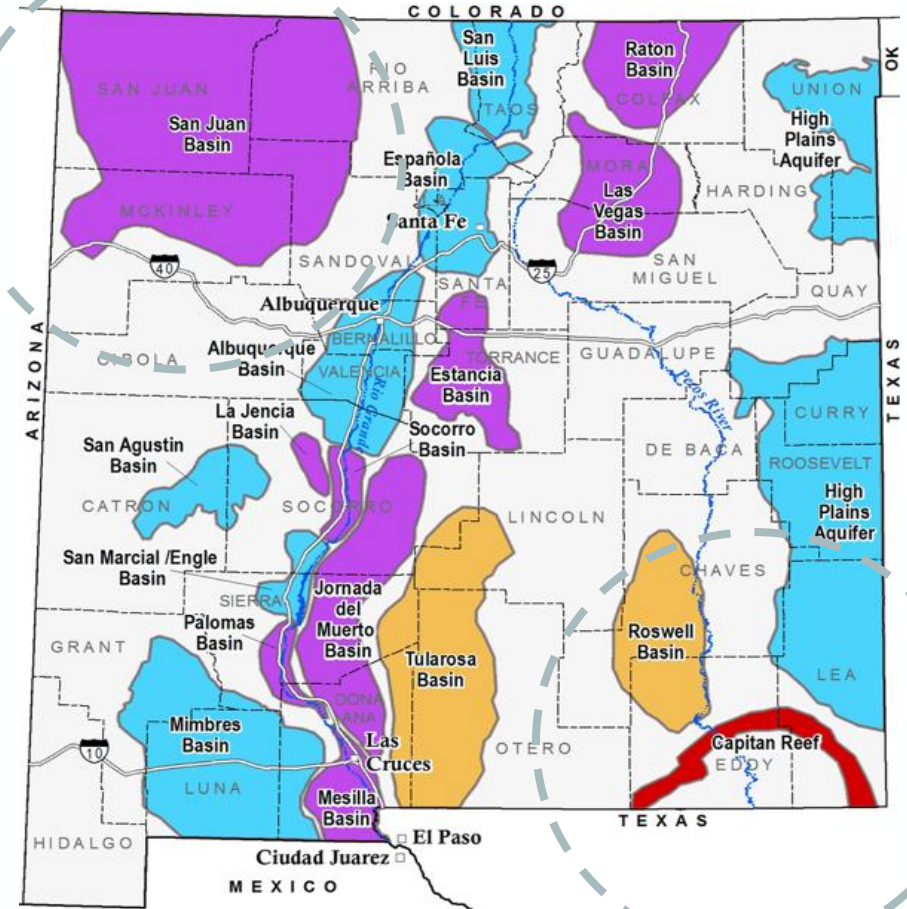 COLORADO
San
Luis
Basin
Raton
Basin
OK
RIO
ARRIBA
SAN JUAN
TAOS
COLFAX
UNION
San Juan
Basin
High
Plains
Aquifer
Española
Basin
MORA
Las
Vegas
Basin
HARDING
MCKINLEY
Santa Fe
SANDOVAL
40
25
SAN
MIGUEL
SANTA
FE
QUAY
Albuquerque
BERNALILLO
ARIZONA
CIBOLA
Albuquerque
Basin
VALENCIA
Rio Grande
TORRANCE
Estancia
Basin
GUADALUPE
TEXAS
Pecos River
La Jencia
Basin
Socorro
Basin
CURRY
San Agustin
Basin
DE BACA
ROOSEVELT
CATRON
SOCORRO
LINCOLN
High
Plains
Aquifer
San Marcial /Engle
Basin
CHAVES
SIERRA
Jornada
del
Muerto
Basin
Palomas
Basin
GRANT
Tularosa
Basin
Roswell
Basin
LEA
DONA
ANA
Mimbres
Basin
10
Las
Cruces
OTERO
Capitan Reef
EDDY
LUNA
Mesilla
Basin
TEXAS
HIDALGO
El Paso
Ciudad Juarez
MEXICO